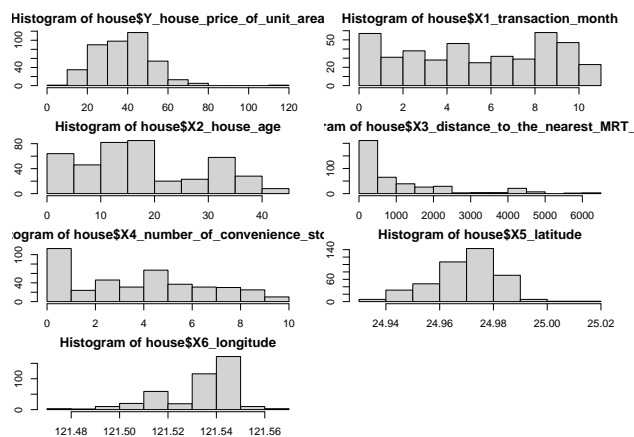 Histogram of house$Y_house_price_of_unit_area
0 40 100
0 20 40 60 80 100 120
Histogram of house$X1_transaction_month
0 20 50
0 2 4 6 8 10
Histogram of house$X2_house_age
0 40 80
0 10 20 30 40
ram of house$X3_distance_to_the_nearest_MRT_
0 100
0 1000 2000 3000 4000 5000 6000
togram of house$X4_number_of_convenience_sto
0 40 100
0 2 4 6 8 10
Histogram of house$X5_latitude
0 60 140
24.94 24.96 24.98 25.00 25.02
Histogram of house$X6_longitude
0 100
121.48 121.50 121.52 121.54 121.56